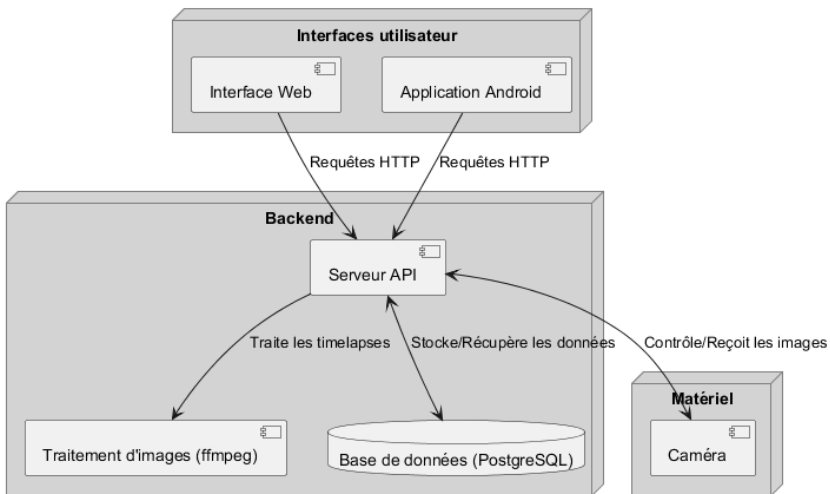 Interfaces utilisateur
Interface Web
Application Android
Requêtes HTTP
Requêtes HTTP
Backend
Serveur API
Traite les timelapses
Stocke/Récupère les données
Contrôle/Reçoit les images
Matériel
Traitement d'images (ffmpeg)
Base de données (PostgreSQL)
Caméra